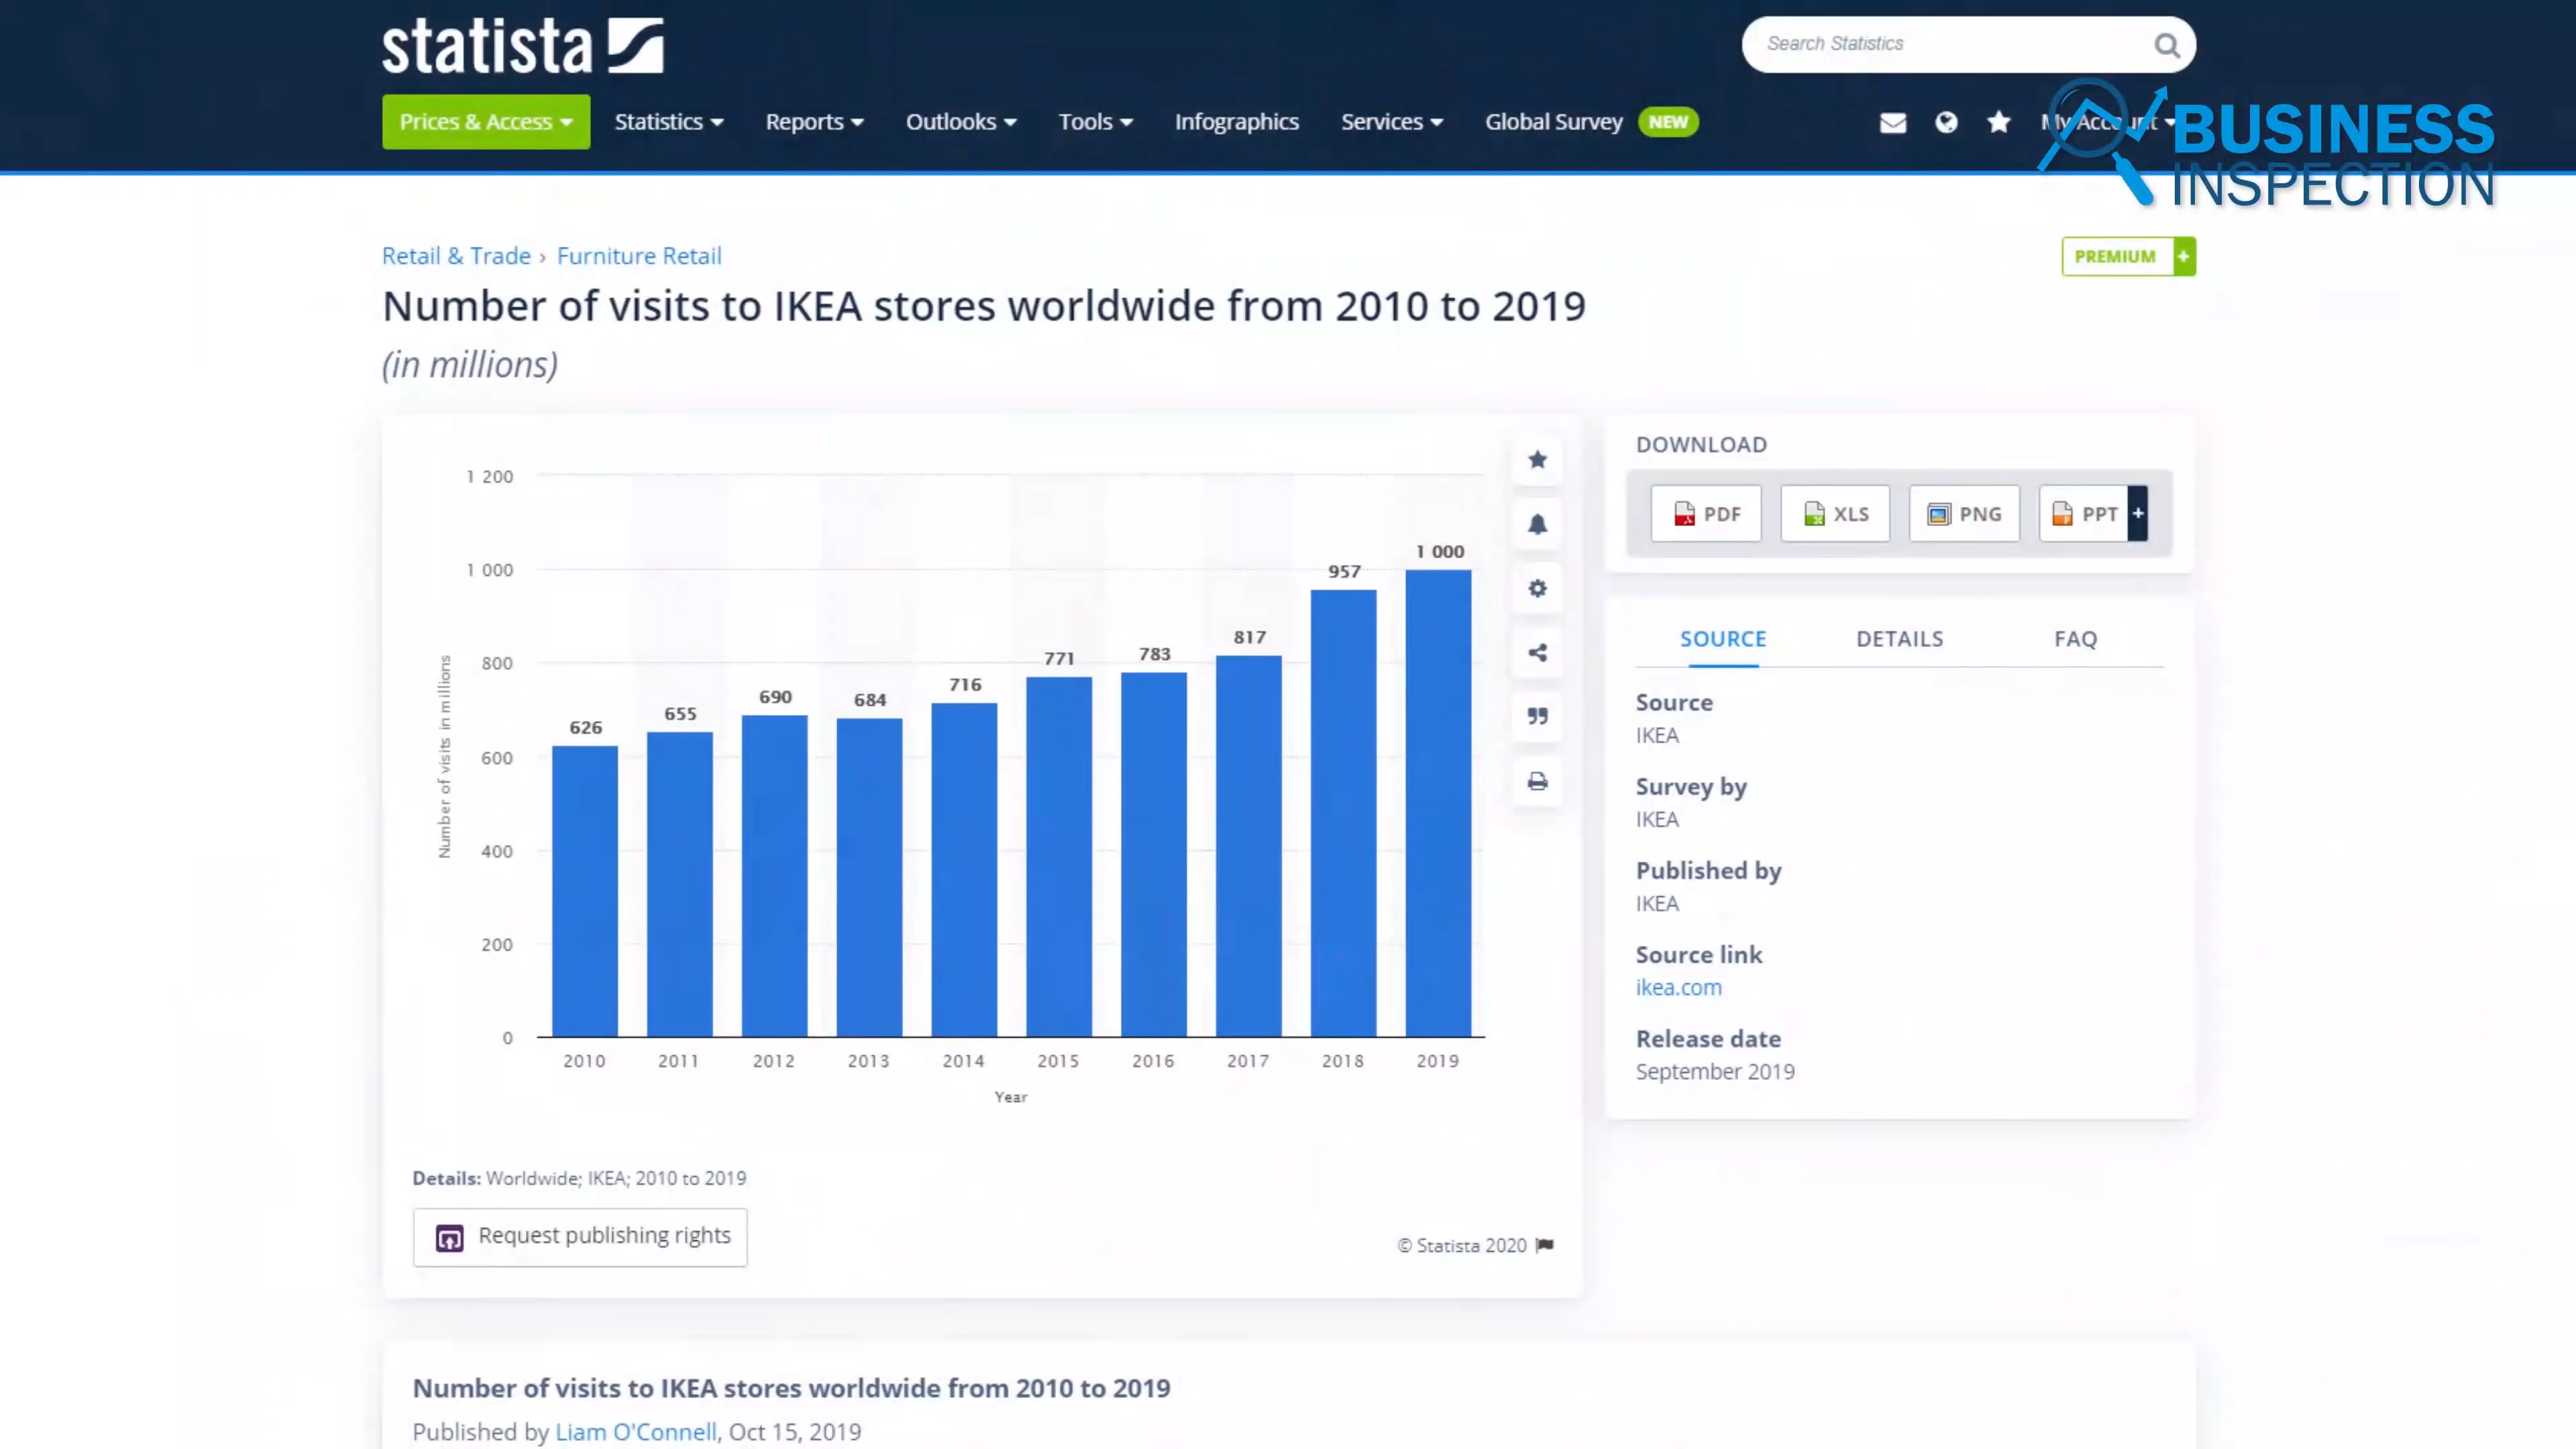 statista
Search Statistics
Prices & Access Statistics Reports Outlooks Tools Infographics Services Global Survey NEW My Account
BUSINESS
INSPECTION
Retail & Trade › Furniture Retail
PREMIUM +
Number of visits to IKEA stores worldwide from 2010 to 2019
(in millions)
Number of visits in millions
1 200
1 000
800
600
400
200
0
626
655
690
684
716
771
783
817
957
1 000
2010 2011 2012 2013 2014 2015 2016 2017 2018 2019
Year
Details: Worldwide; IKEA; 2010 to 2019
Request publishing rights
© Statista 2020
DOWNLOAD
PDF XLS PNG PPT +
SOURCE DETAILS FAQ
Source
IKEA
Survey by
IKEA
Published by
IKEA
Source link
ikea.com
Release date
September 2019
Number of visits to IKEA stores worldwide from 2010 to 2019
Published by Liam O'Connell, Oct 15, 2019